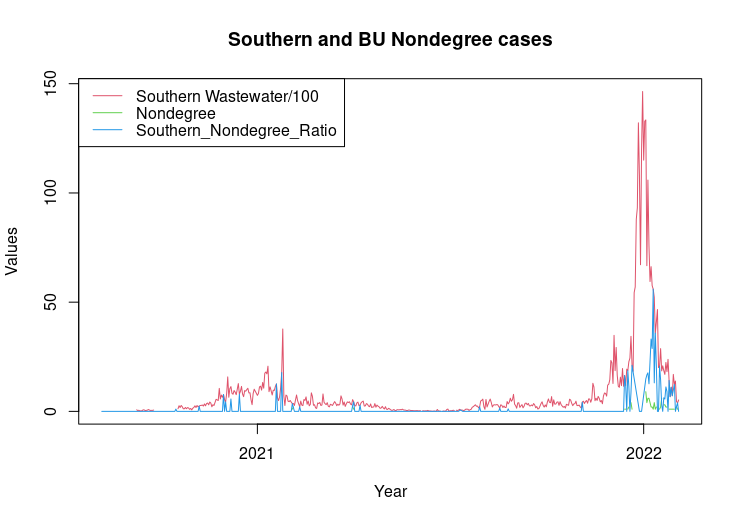 Southern and BU Nondegree cases
Southern Wastewater/100
Nondegree
Southern_Nondegree_Ratio
150
100
50
0
Values
2021
2022
Year